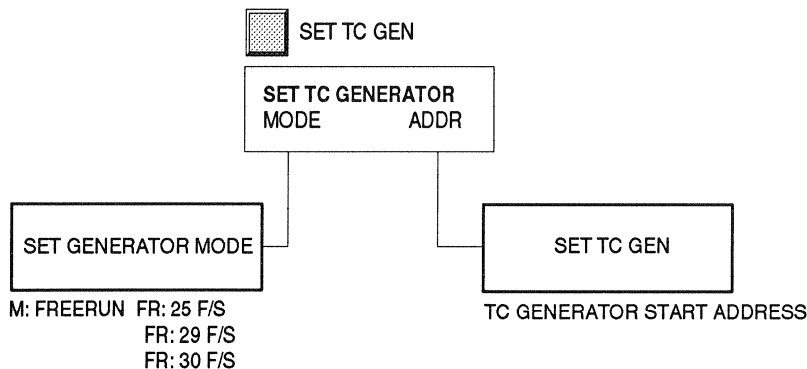 SET TC GEN
SET TC GENERATOR
MODE ADDR
SET GENERATOR MODE
SET TC GEN
M: FREERUN FR: 25 F/S
FR: 29 F/S
FR: 30 F/S
TC GENERATOR START ADDRESS